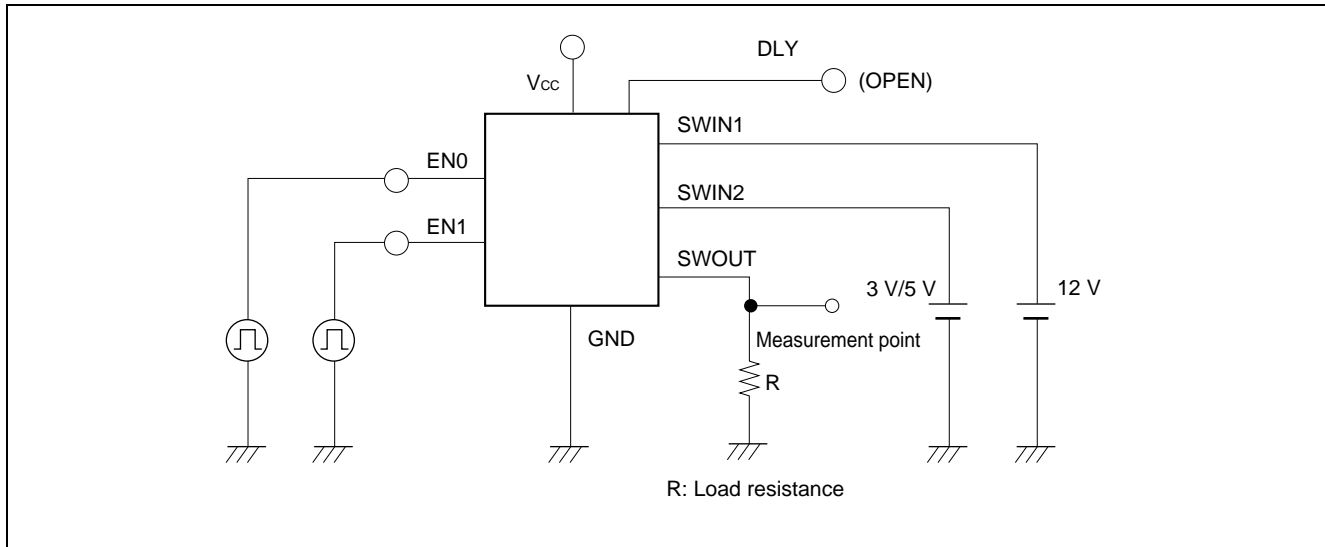 DLY
VCC
(OPEN)
SWIN1
EN0
SWIN2
EN1
SWOUT
3 V/5 V
12 V
GND
Measurement point
R
R: Load resistance